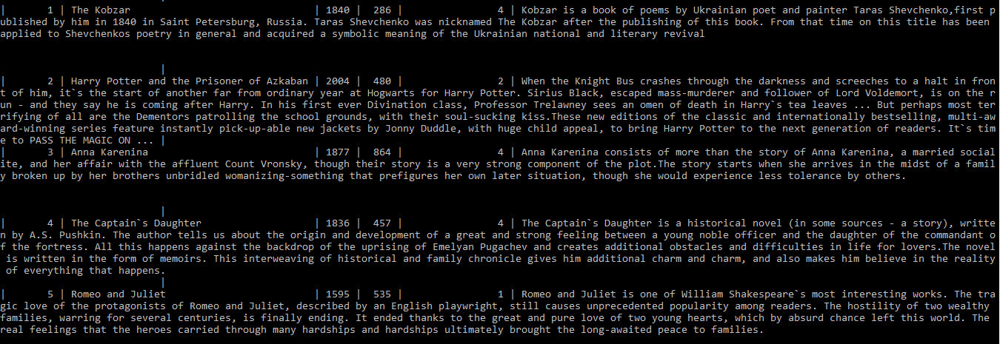 |       1 | The Kobzar                               | 1840 |  286 |                4 | Kobzar is a book of poems by Ukrainian poet and painter Taras Shevchenko,first p
ublished by him in 1840 in Saint Petersburg, Russia. Taras Shevchenko was nicknamed The Kobzar after the publishing of this book. From that time on this title has been
applied to Shevchenkos poetry in general and acquired a symbolic meaning of the Ukrainian national and literary revival
|
|       2 | Harry Potter and the Prisoner of Azkaban | 2004 |  480 |                2 | When the Knight Bus crashes through the darkness and screeches to a halt in fron
t of him, it`s the start of another far from ordinary year at Hogwarts for Harry Potter. Sirius Black, escaped mass-murderer and follower of Lord Voldemort, is on the r
un - and they say he is coming after Harry. In his first ever Divination class, Professor Trelawney sees an omen of death in Harry`s tea leaves ... But perhaps most ter
rifying of all are the Dementors patrolling the school grounds, with their soul-sucking kiss.These new editions of the classic and internationally bestselling, multi-aw
ard-winning series feature instantly pick-up-able new jackets by Jonny Duddle, with huge child appeal, to bring Harry Potter to the next generation of readers. It`s tim
e to PASS THE MAGIC ON ... |
|       3 | Anna Karenina                            | 1877 |  864 |                4 | Anna Karenina consists of more than the story of Anna Karenina, a married social
ite, and her affair with the affluent Count Vronsky, though their story is a very strong component of the plot.The story starts when she arrives in the midst of a famil
y broken up by her brothers unbridled womanizing-something that prefigures her own later situation, though she would experience less tolerance by others.
|
|       4 | The Captain`s Daughter                   | 1836 |  457 |                4 | The Captain`s Daughter is a historical novel (in some sources - a story), writte
n by A.S. Pushkin. The author tells us about the origin and development of a great and strong feeling between a young noble officer and the daughter of the commandant o
f the fortress. All this happens against the backdrop of the uprising of Emelyan Pugachev and creates additional obstacles and difficulties in life for lovers.The novel
 is written in the form of memoirs. This interweaving of historical and family chronicle gives him additional charm and charm, and also makes him believe in the reality
 of everything that happens.
|
|       5 | Romeo and Juliet                         | 1595 |  535 |                1 | Romeo and Juliet is one of William Shakespeare`s most interesting works. The tra
gic love of the protagonists of Romeo and Juliet, described by an English playwright, still causes unprecedented popularity among readers. The hostility of two wealthy
families, warring for several centuries, is finally ending. It ended thanks to the great and pure love of two young hearts, which by absurd chance left this world. The
real feelings that the heroes carried through many hardships and hardships ultimately brought the long-awaited peace to families.